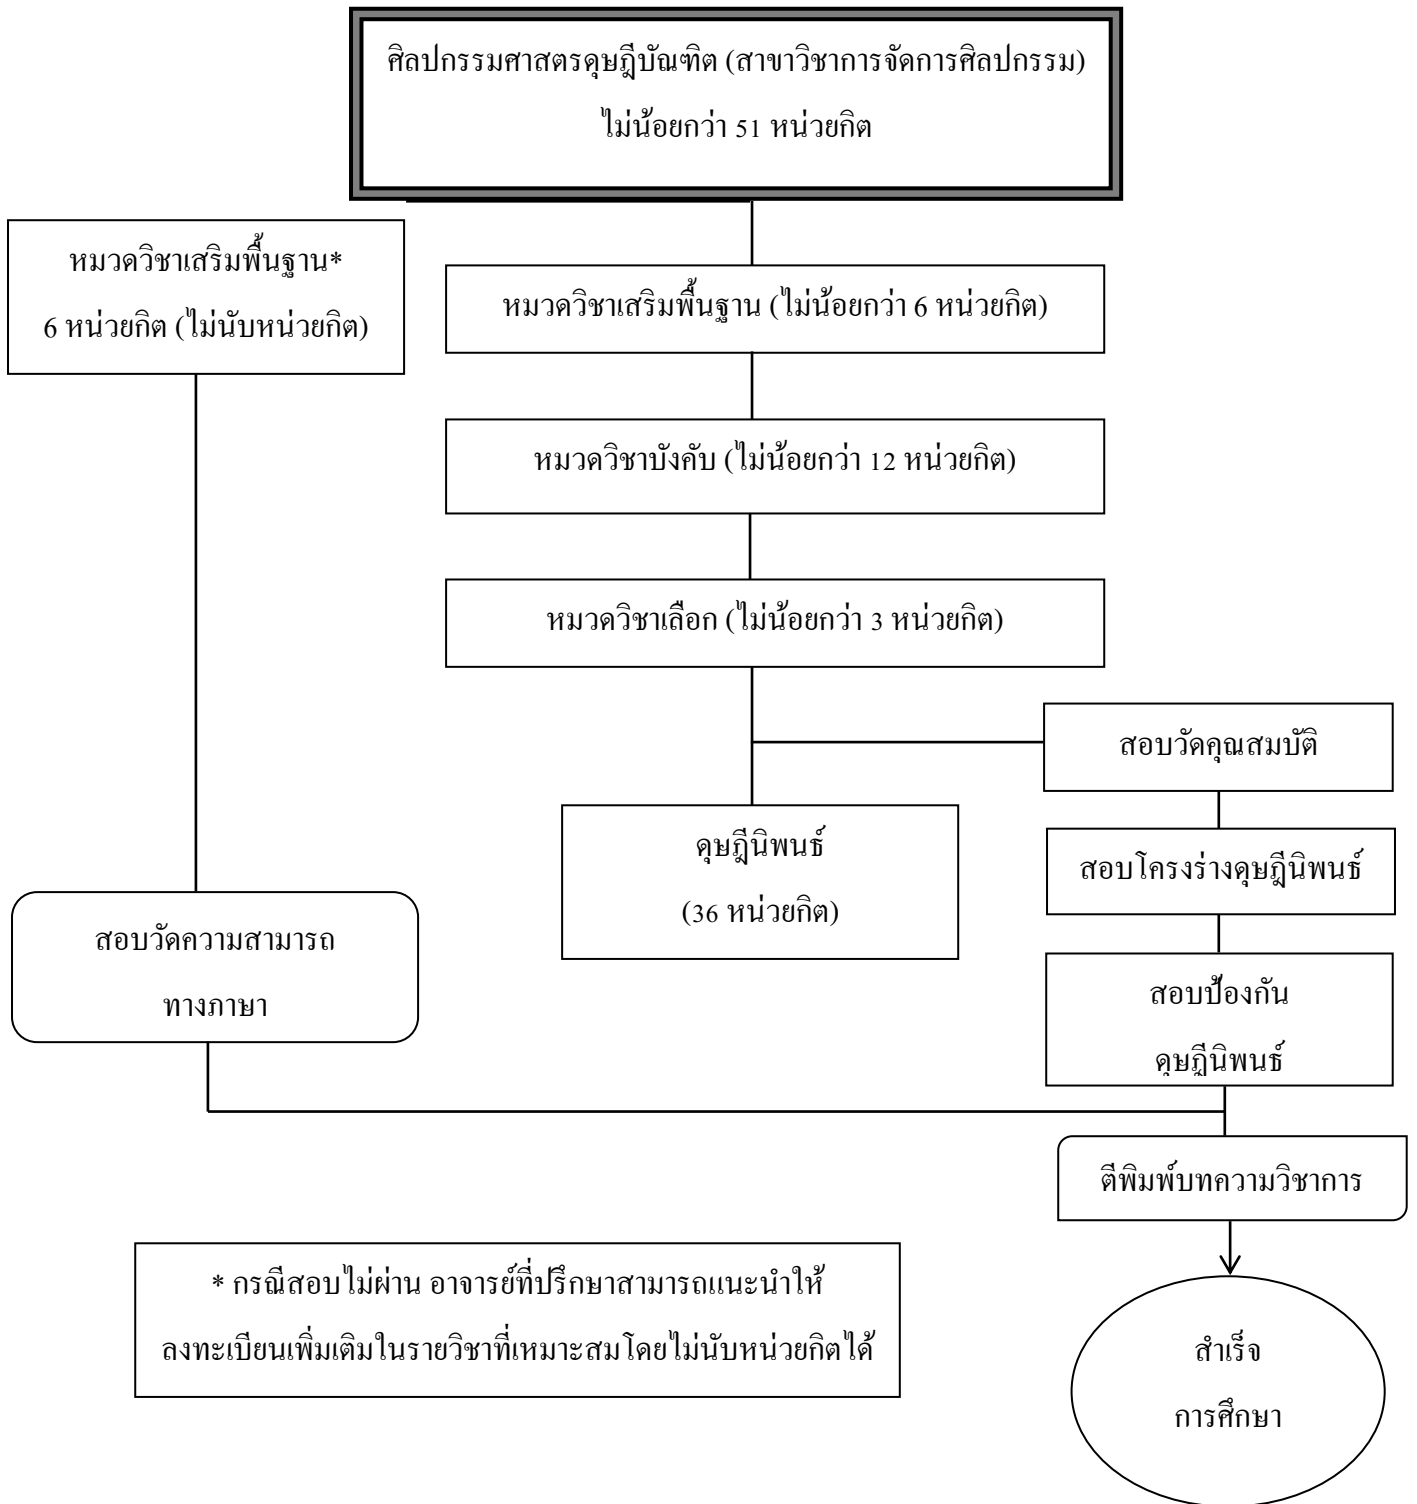 ศิลปกรรมศาสตรดุษฎีบัณฑิต (สาขาวิชาการจัดการศิลปกรรม)
ไม่น้อยกว่า 51 หน่วยกิต
หมวดวิชาเสริมพื้นฐาน*
6 หน่วยกิต (ไม่นับหน่วยกิต)
หมวดวิชาเสริมพื้นฐาน (ไม่น้อยกว่า 6 หน่วยกิต)
หมวดวิชาบังคับ (ไม่น้อยกว่า 12 หน่วยกิต)
หมวดวิชาเลือก (ไม่น้อยกว่า 3 หน่วยกิต)
สอบวัดคุณสมบัติ
ดุษฎีนิพนธ์
(36 หน่วยกิต)
สอบโครงร่างดุษฎีนิพนธ์
สอบวัดความสามารถ
ทางภาษา
สอบป้องกัน
ดุษฎีนิพนธ์
ตีพิมพ์บทความวิชาการ
* กรณีสอบไม่ผ่าน อาจารย์ที่ปรึกษาสามารถแนะนำให้
ลงทะเบียนเพิ่มเติมในรายวิชาที่เหมาะสมโดยไม่นับหน่วยกิตได้
สำเร็จ
การศึกษา